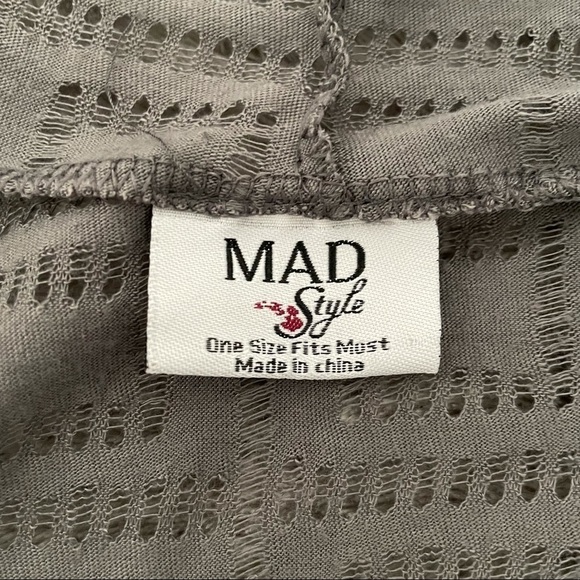 MAD
Style
One Size Fits Most
Made in china